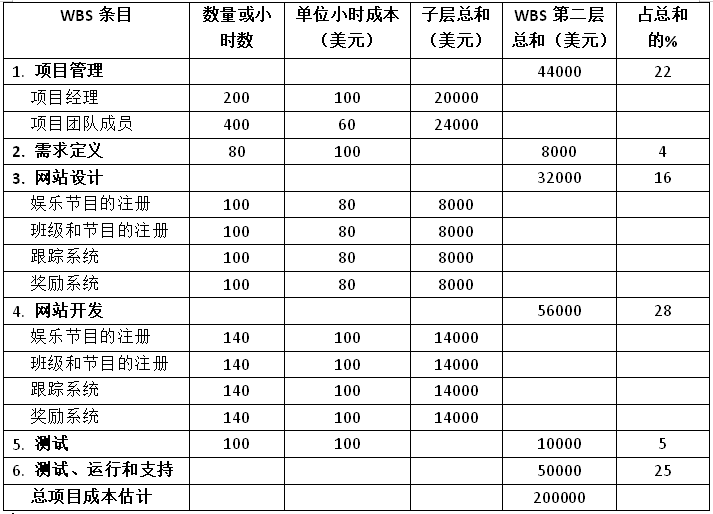 WBS 条目 数量或小时数 单位小时成本（美元） 子层总和（美元） WBS 第二层总和（美元） 占总和的%
1. 项目管理 44000 22
项目经理 200 100 20000
项目团队成员 400 60 24000
2. 需求定义 80 100 8000 4
3. 网站设计 32000 16
娱乐节目的注册 100 80 8000
班级和节目的注册 100 80 8000
跟踪系统 100 80 8000
奖励系统 100 80 8000
4. 网站开发 56000 28
娱乐节目的注册 140 100 14000
班级和节目的注册 140 100 14000
跟踪系统 140 100 14000
奖励系统 140 100 14000
5. 测试 100 100 10000 5
6. 测试、运行和支持 50000 25
总项目成本估计 200000